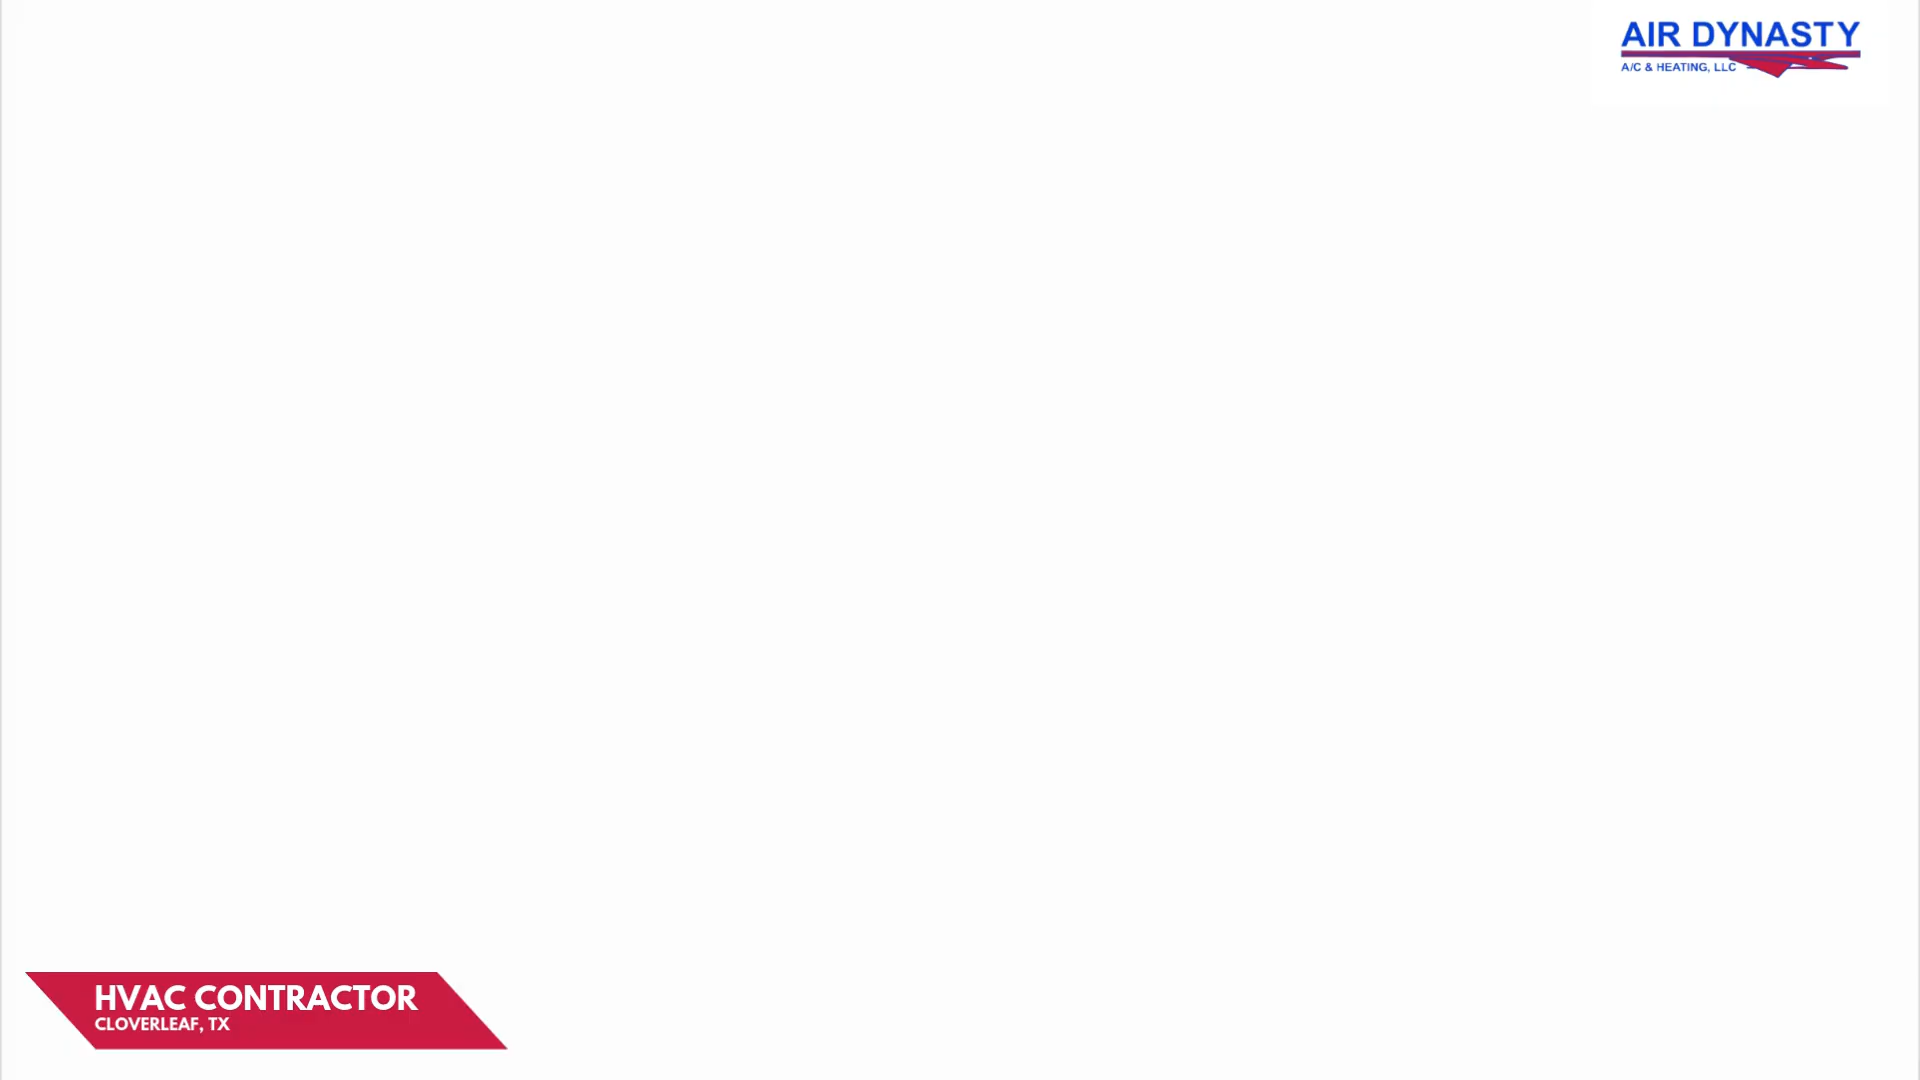 AIR DYNASTY
A/C & HEATING, LLC
HVAC CONTRACTOR
CLOVERLEAF, TX